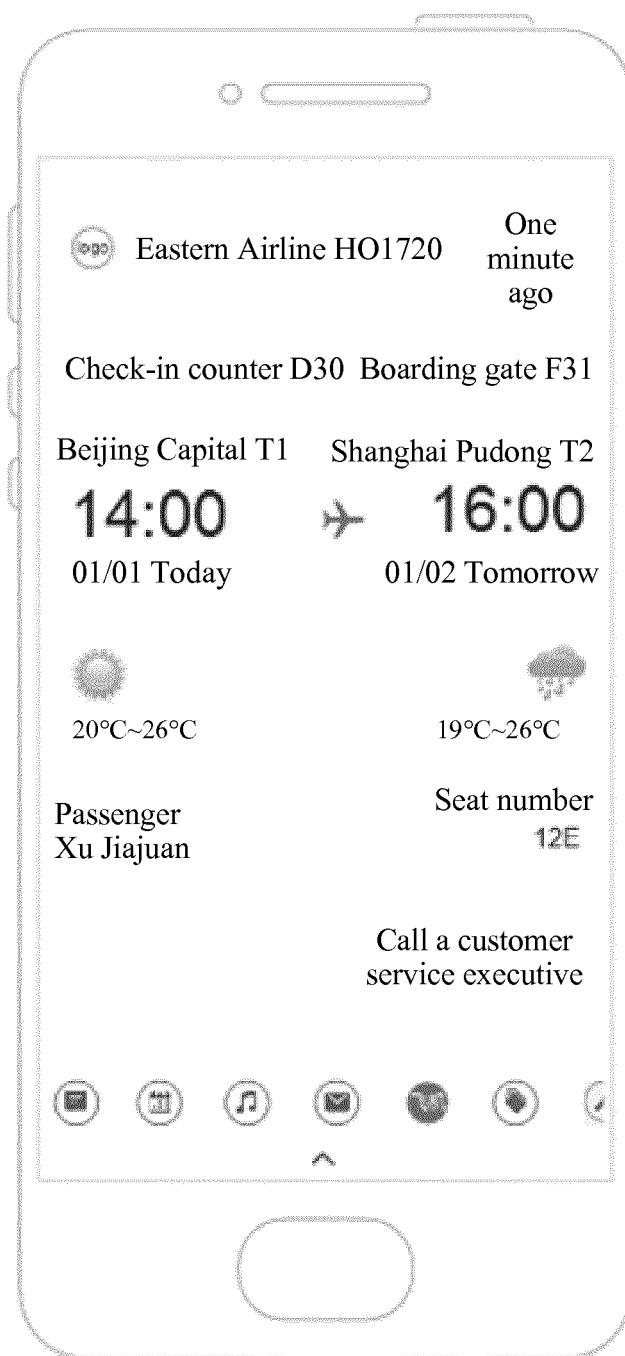 logo Eastern Airline HO1720
One
minute
ago
Check-in counter D30 Boarding gate F31
Beijing Capital T1 Shanghai Pudong T2
14:00 16:00
01/01 Today 01/02 Tomorrow
20°C~26°C 19°C~26°C
Passenger
Xu Jiajuan
Seat number
12E
Call a customer
service executive